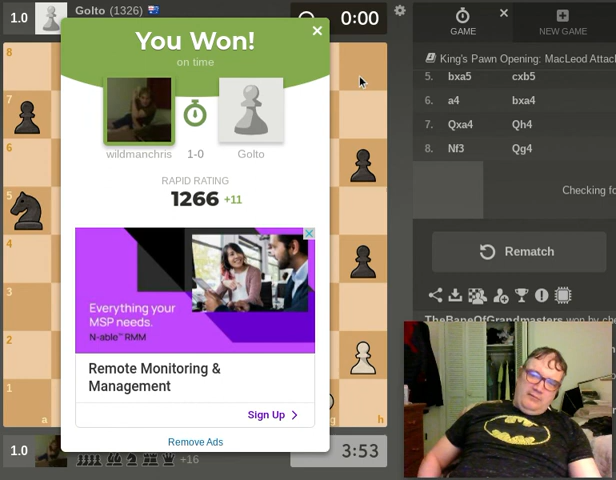 1.0
Golto (1326)
0:00
GAME
NEW GAME
King's Pawn Opening: MacLeod Attack
5. bxa5 cxb5
6. a4 bxa4
7. Qxa4 Qh4
8. Nf3 Qg4
Checking fo
Rematch
won by che
You Won!
on time
wildmanchris
1-0
Golto
RAPID RATING
1266 +11
Everything your
MSP needs.
N-able™ RMM
Remote Monitoring &
Management
Sign Up
Remove Ads
8
7
6
5
4
3
2
1
a
g
h
1.0
+16
3:53